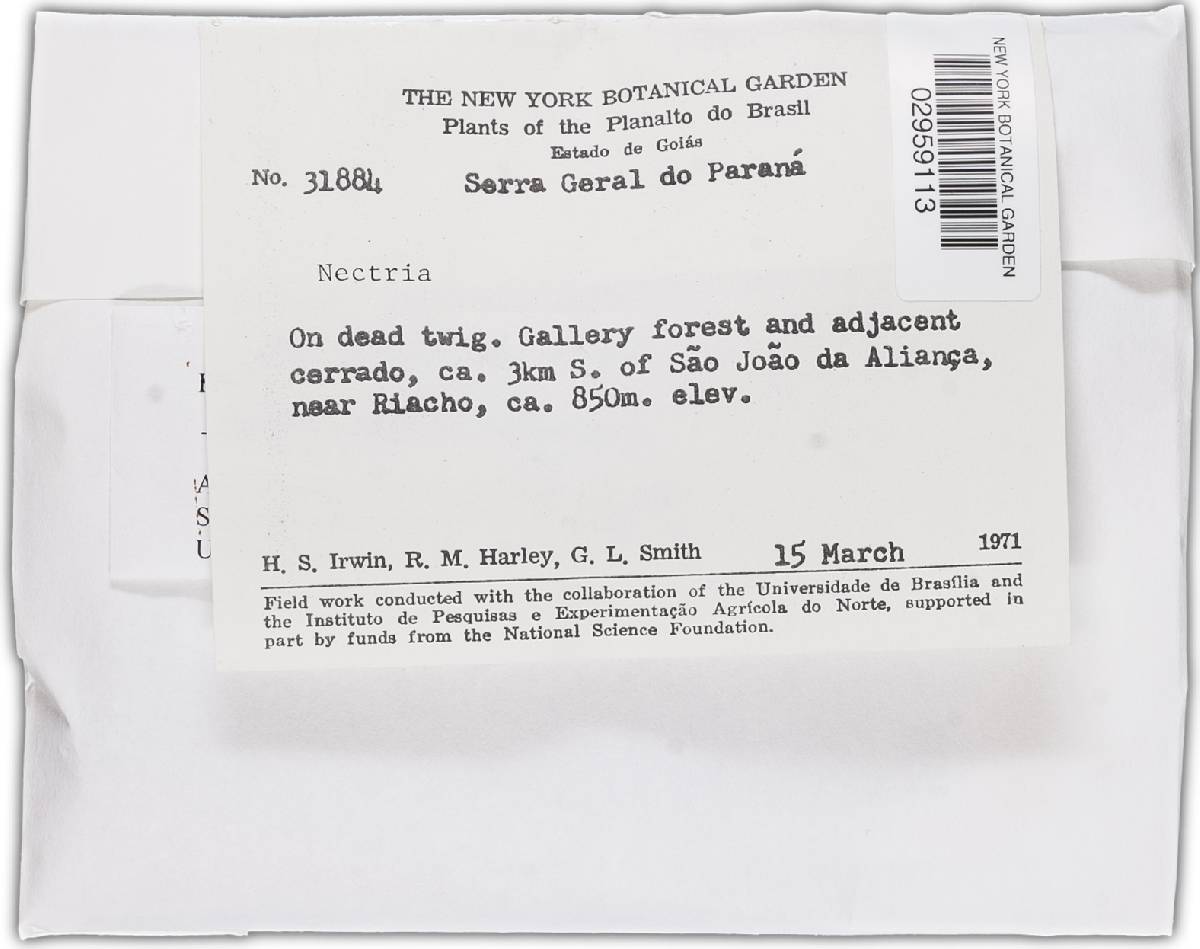 THE NEW YORK BOTANICAL GARDEN
Plants of the Planalto do Brasil
Estado de Goiás
No. 31884 Serra Geral do Paraná
Nectria
On dead twig. Gallery forest and adjacent
cerrado, ca. 3km S. of São João da Aliança,
near Riacho, ca. 850m. elev.
H. S. Irwin, R. M. Harley, G. L. Smith 15 March 1971
Field work conducted with the collaboration of the Universidade de Brasília and
the Instituto de Pesquisas e Experimentação Agrícola do Norte, supported in
part by funds from the National Science Foundation.
NEW YORK BOTANICAL GARDEN
02959113